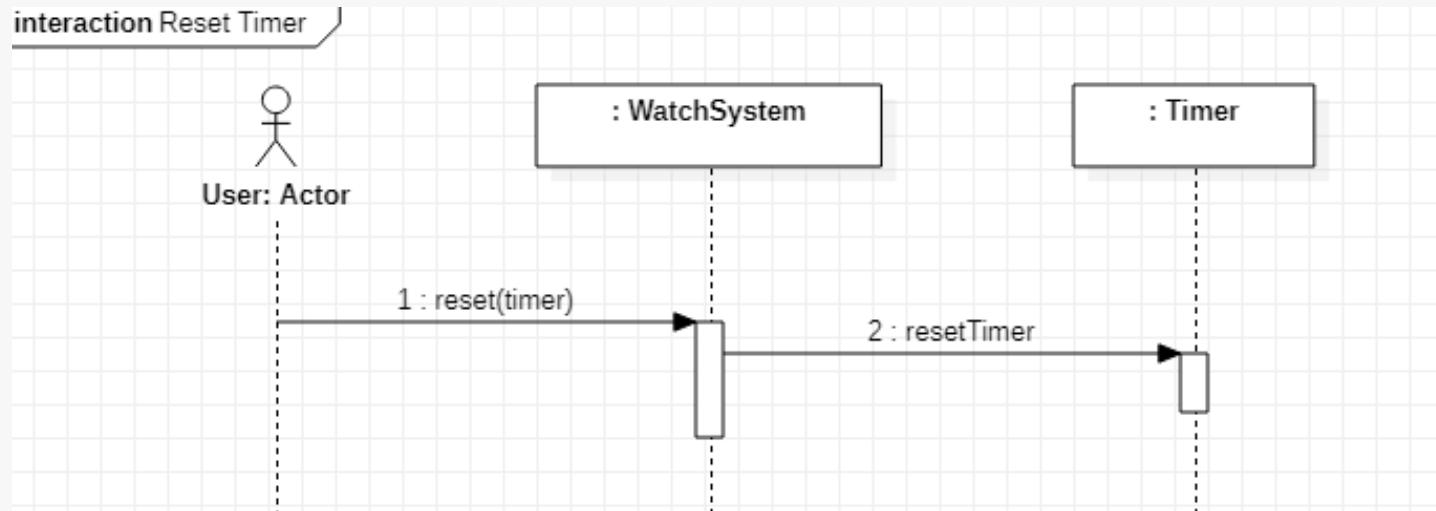 interaction Reset Timer
: WatchSystem
: Timer
User: Actor
1 : reset(timer)
2 : resetTimer